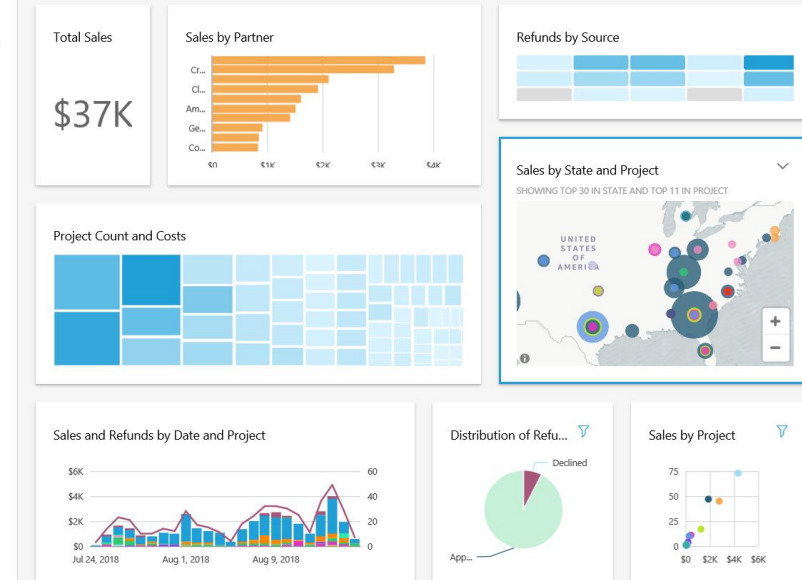 Total Sales
$37K
Sales by Partner
Cr...
Cl...
Am...
Ge...
Co...
$0 $1K $2K $3K $4K
Refunds by Source
Sales by State and Project
SHOWING TOP 30 IN STATE AND TOP 11 IN PROJECT
UNITED
STATES
OF
AMERICA
+
−
Project Count and Costs
Sales and Refunds by Date and Project
$6K
$4K
$2K
$0
60
40
20
0
Jul 24, 2018 Aug 1, 2018 Aug 9, 2018
Distribution of Refu...
Declined
App...
Sales by Project
75
50
25
0
$0 $2K $4K $6K